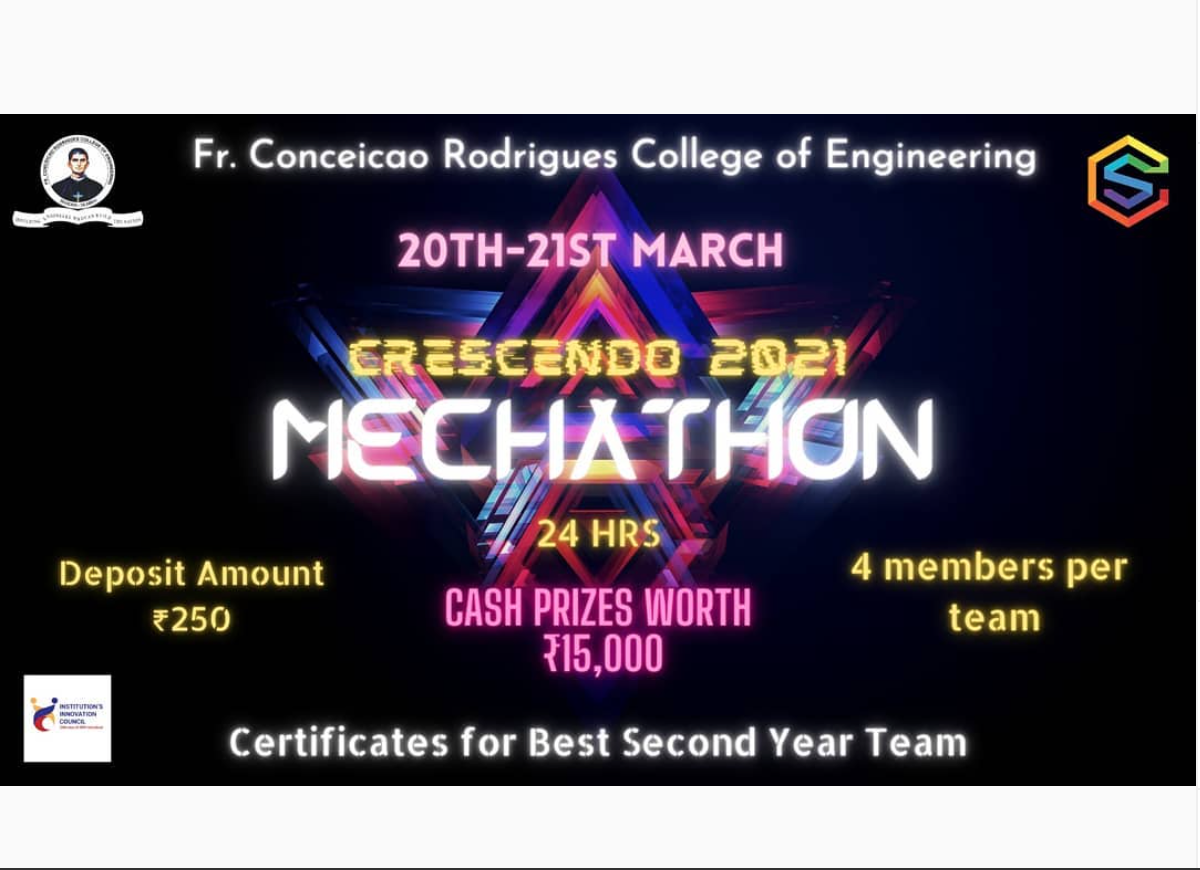 Fr. Conceicao Rodrigues College of Engineering
20TH-21ST MARCH
CRESCENDO 2021
MECHATHON
24 HRS
Deposit Amount
₹250
CASH PRIZES WORTH
₹15,000
4 members per
team
INSTITUTION'S
INNOVATION
COUNCIL
Certificates for Best Second Year Team